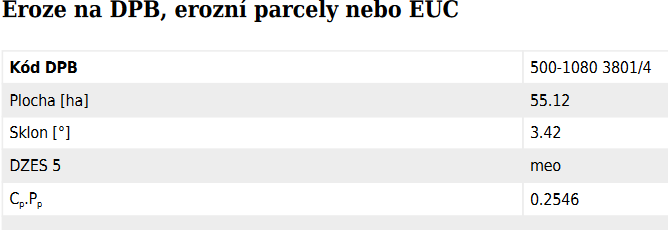 Eroze na DPB, erozní parcely nebo EUC
Kód DPB 500-1080 3801/4
Plocha [ha] 55.12
Sklon [°] 3.42
DZES 5 meo
Cₚ.Pₚ 0.2546